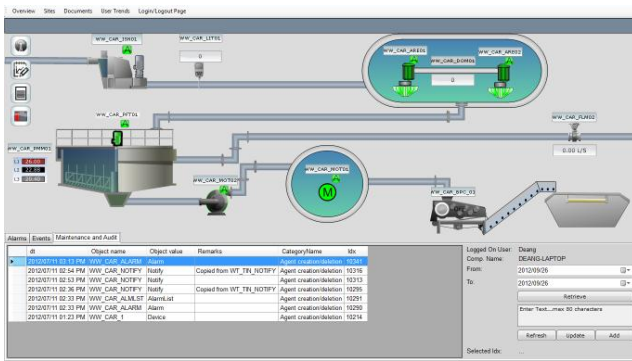 Overview Sites Documents User Trends Login/Logout Page
WW_CAR_LIT01
WW_CAR_ARE01
WW_CAR_ARE02
WW_CAR_DOM01
0
0
WW_CAR_FLM02
0.00 L/S
WW_CAR_PMM01
L1
L2 22.88
L3
WW_CAR_MOT02
WW_CAR_MOT01
M
Alarms Events Maintenance and Audit
dt Object name Object value Remarks CategoryName Idx
2012/07/11 03:13 PM WW_CAR_ALARM Alarm Agent creation/deletion 10341
2012/07/11 02:54 PM WW_CAR_NOTIFY Notify Copied from WT_TIN_NOTIFY Agent creation/deletion 10316
2012/07/11 02:53 PM WW_CAR_NOTIFY Notify Agent creation/deletion 10313
2012/07/11 02:36 PM WW_CAR_NOTIFY Notify Copied from WT_TIN_NOTIFY Agent creation/deletion 10295
2012/07/11 02:33 PM WW_CAR_ALMLST AlarmList Agent creation/deletion 10291
2012/07/11 02:33 PM WW_CAR_ALARM Alarm Agent creation/deletion 10290
2012/07/11 01:23 PM WW_CAR_1 Device Agent creation/deletion 10214
Logged On User: Deang
Comp. Name: DEANG-LAPTOP
From: 2012/09/26
To: 2012/09/26
Retrieve
Enter Text...max 80 characters
Refresh Update Add
Selected Idx: ...